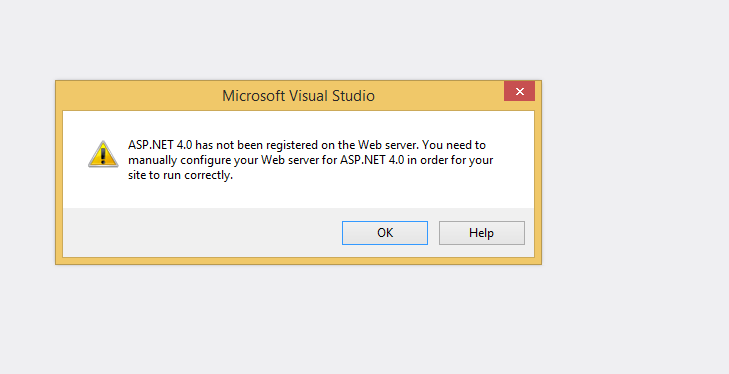 Microsoft Visual Studio
ASP.NET 4.0 has not been registered on the Web server. You need to
manually configure your Web server for ASP.NET 4.0 in order for your
site to run correctly.
OK
Help